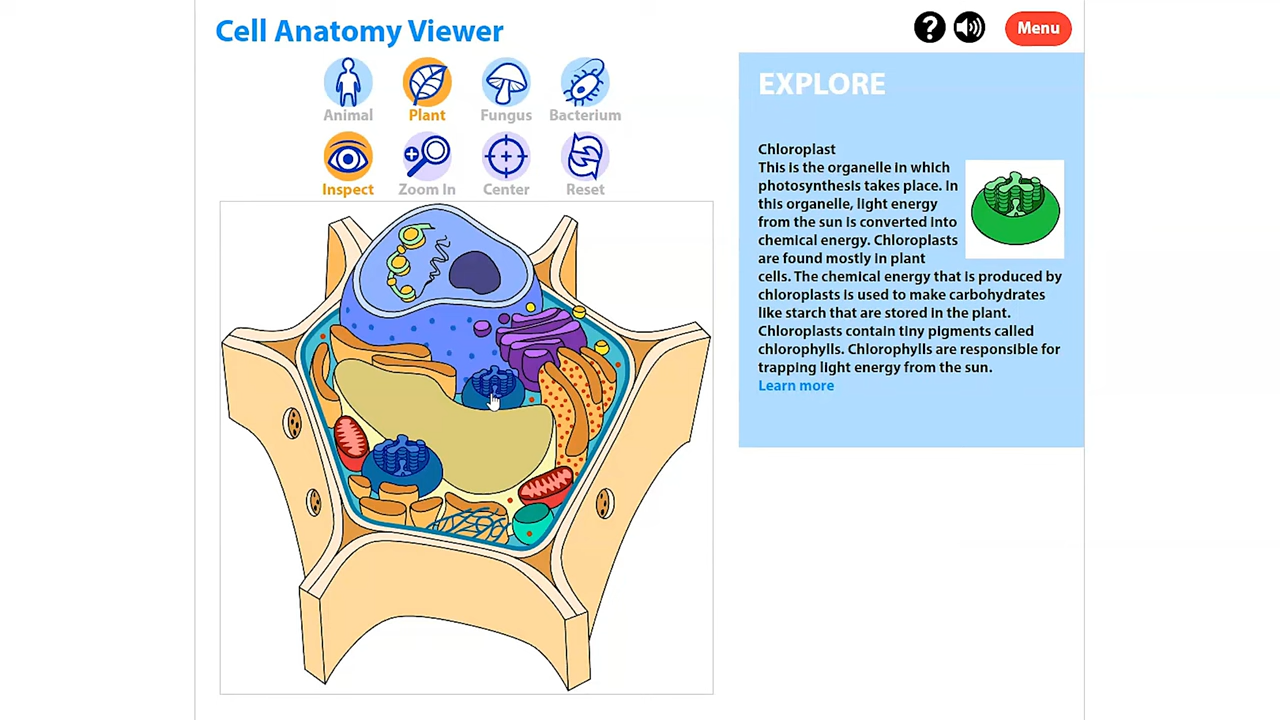 Cell Anatomy Viewer
?
Menu
Animal
Plant
Fungus
Bacterium
Inspect
Zoom In
Center
Reset
EXPLORE
Chloroplast
This is the organelle in which
photosynthesis takes place. In
this organelle, light energy
from the sun is converted into
chemical energy. Chloroplasts
are found mostly in plant
cells. The chemical energy that is produced by
chloroplasts is used to make carbohydrates
like starch that are stored in the plant.
Chloroplasts contain tiny pigments called
chlorophylls. Chlorophylls are responsible for
trapping light energy from the sun.
Learn more